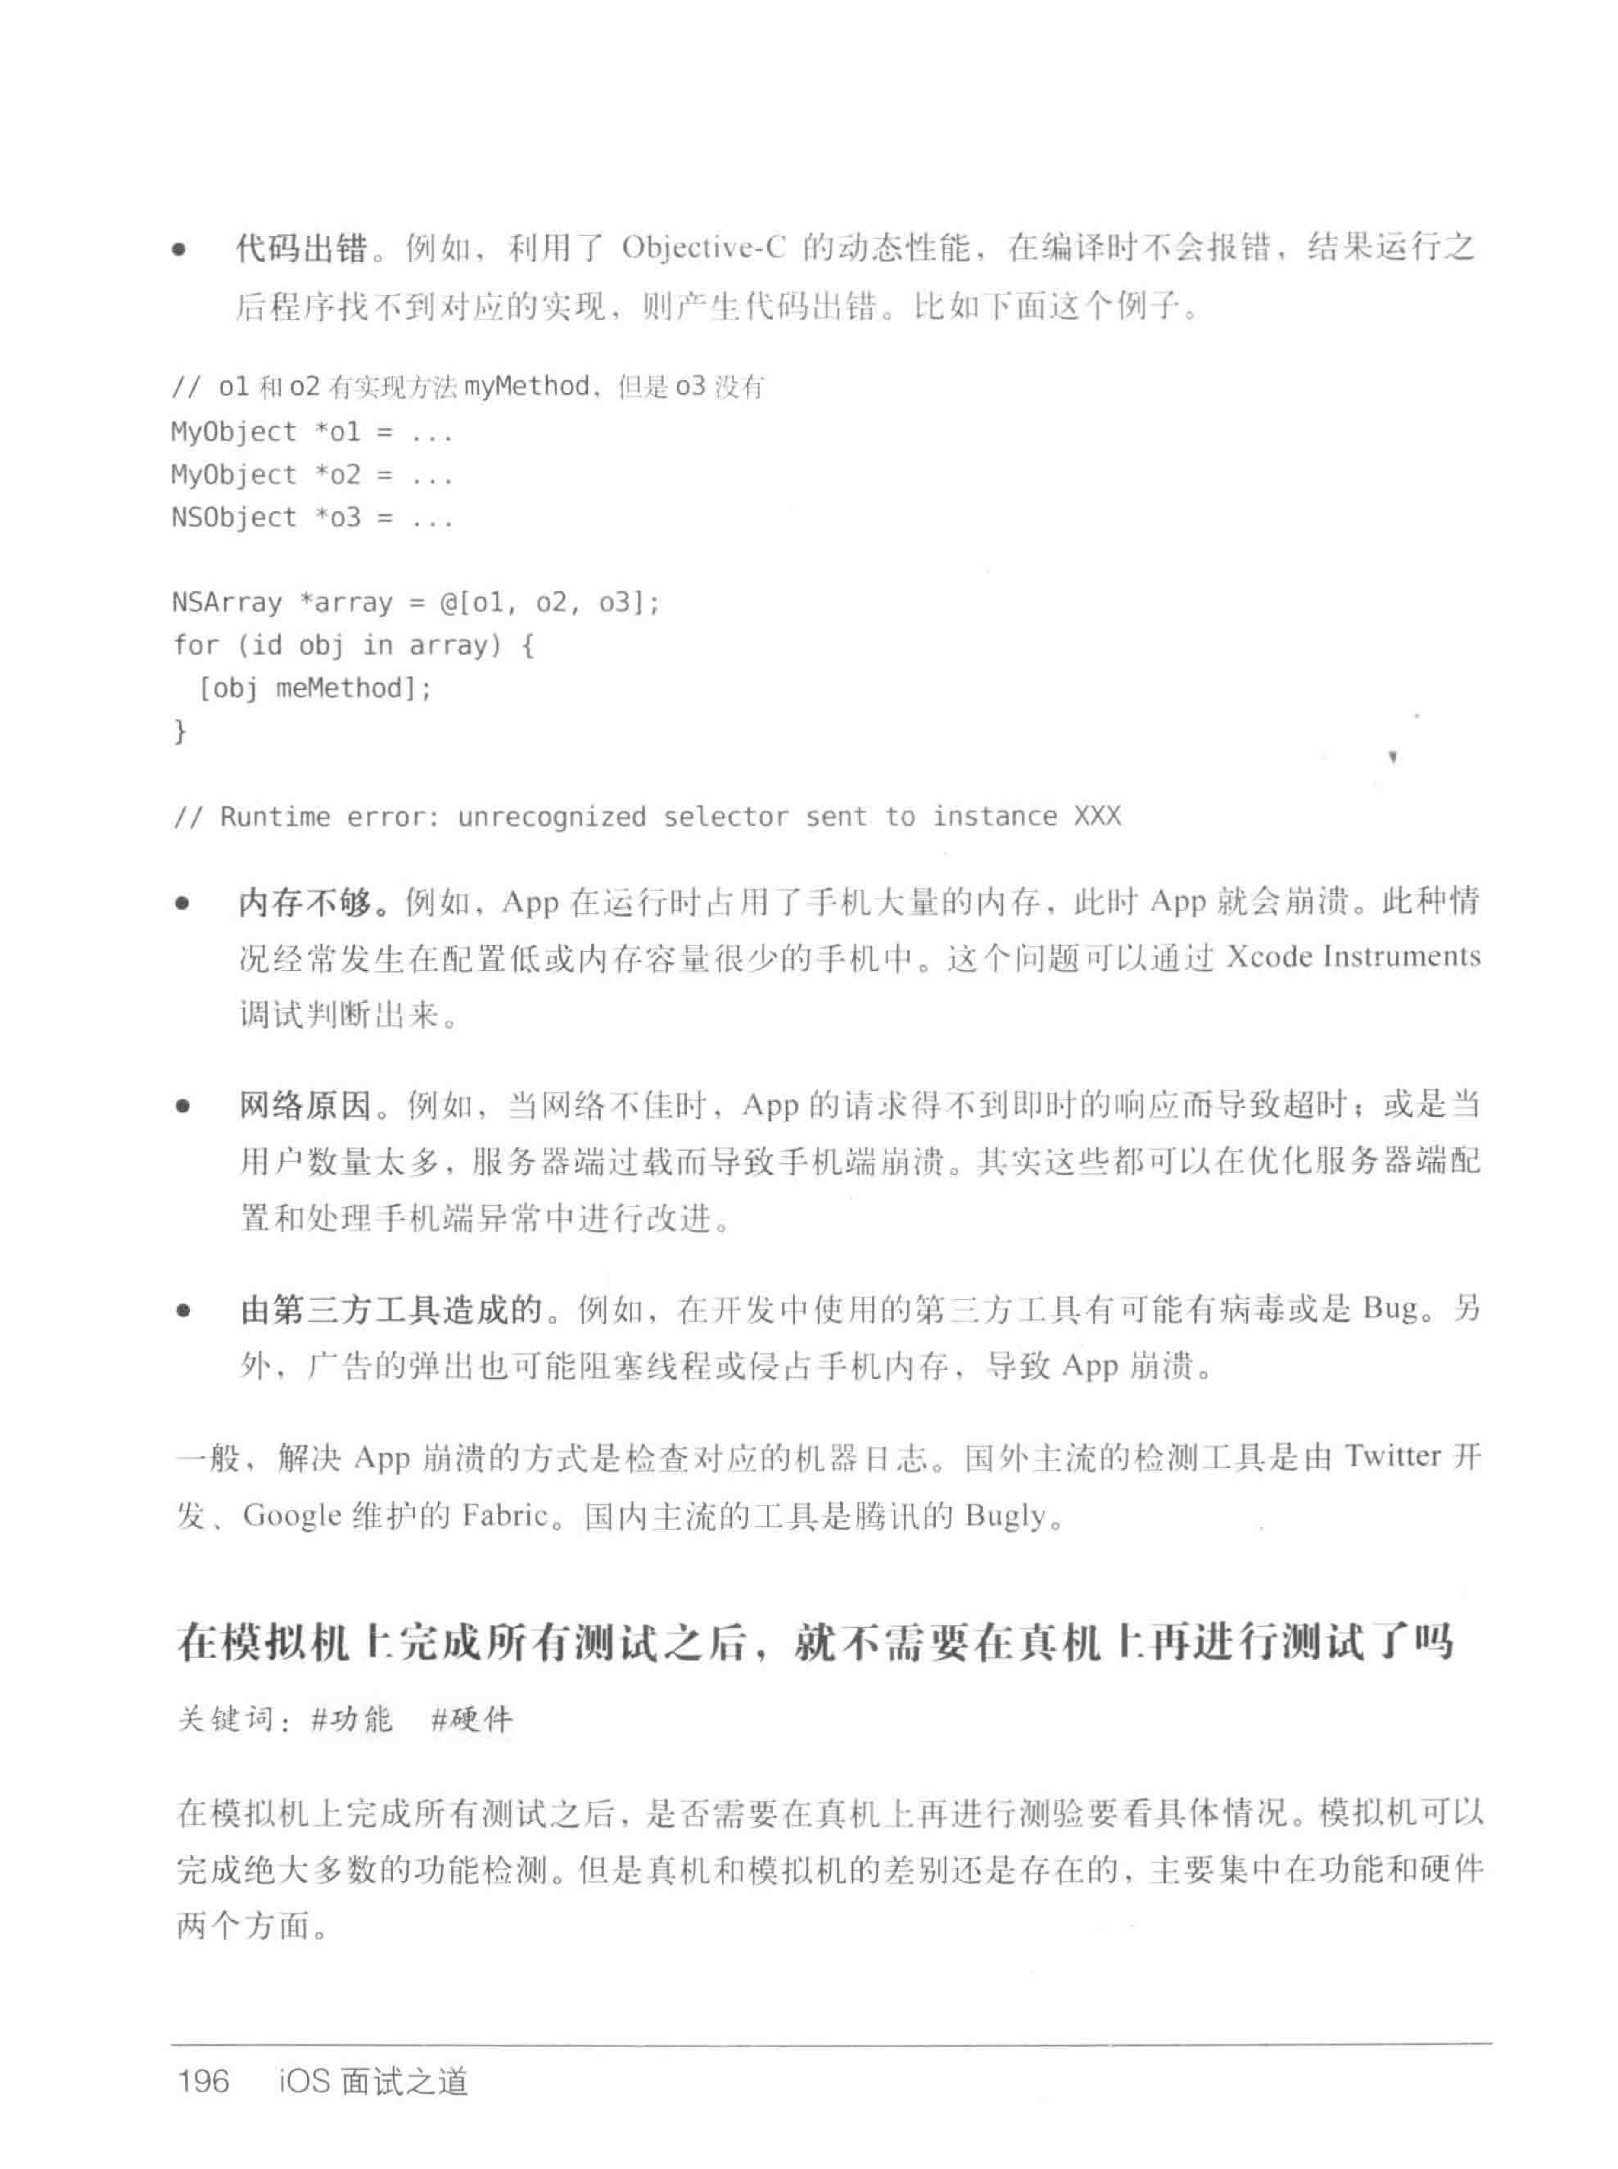 ● 代码出错。例如，利用了 Objective-C 的动态性能，在编译时不会报错，结果运行之
后程序找不到对应的实现，则产生代码出错。比如下面这个例子。
// o1 和 o2 有实现方法 myMethod，但是 o3 没有
MyObject *o1 = ...
MyObject *o2 = ...
NSObject *o3 = ...
NSArray *array = @[o1, o2, o3];
for (id obj in array) {
[obj meMethod];
}
// Runtime error: unrecognized selector sent to instance XXX
● 内存不够。例如，App 在运行时占用了手机大量的内存，此时 App 就会崩溃。此种情
况经常发生在配置低或内存容量很少的手机中。这个问题可以通过 Xcode Instruments
调试判断出来。
● 网络原因。例如，当网络不佳时，App 的请求得不到即时的响应而导致超时；或是当
用户数量太多，服务器端过载而导致手机端崩溃。其实这些都可以在优化服务器端配
置和处理手机端异常中进行改进。
● 由第三方工具造成的。例如，在开发中使用的第三方工具有可能有病毒或是 Bug。另
外，广告的弹出也可能阻塞线程或侵占手机内存，导致 App 崩溃。
一般，解决 App 崩溃的方式是检查对应的机器日志。国外主流的检测工具是由 Twitter 开
发、Google 维护的 Fabric。国内主流的工具是腾讯的 Bugly。
在模拟机上完成所有测试之后，就不需要在真机上再进行测试了吗
关键词：#功能 #硬件
在模拟机上完成所有测试之后，是否需要在真机上再进行测验要看具体情况。模拟机可以
完成绝大多数的功能检测。但是真机和模拟机的差别还是存在的，主要集中在功能和硬件
两个方面。
196 iOS 面试之道